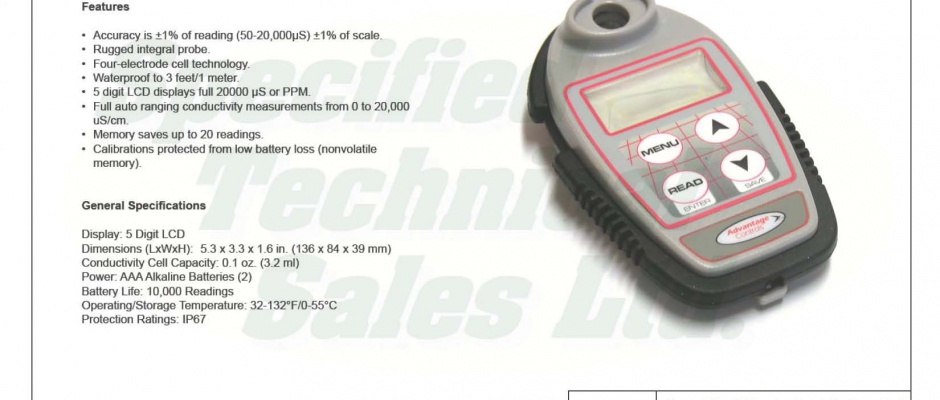 Features
• Accuracy is ±1% of reading (50-20,000µS) ±1% of scale.
• Rugged integral probe.
• Four-electrode cell technology.
• Waterproof to 3 feet/1 meter.
• 5 digit LCD displays full 20000 µS or PPM.
• Full auto ranging conductivity measurements from 0 to 20,000
uS/cm.
• Memory saves up to 20 readings.
• Calibrations protected from low battery loss (nonvolatile
memory).
General Specifications
Display: 5 Digit LCD
Dimensions (LxWxH): 5.3 x 3.3 x 1.6 in. (136 x 84 x 39 mm)
Conductivity Cell Capacity: 0.1 oz. (3.2 ml)
Power: AAA Alkaline Batteries (2)
Battery Life: 10,000 Readings
Operating/Storage Temperature: 32-132°F/0-55°C
Protection Ratings: IP67
Specified
Sales Ltd.
MENU
READ
ENTER
SAVE
Advantage
Controls